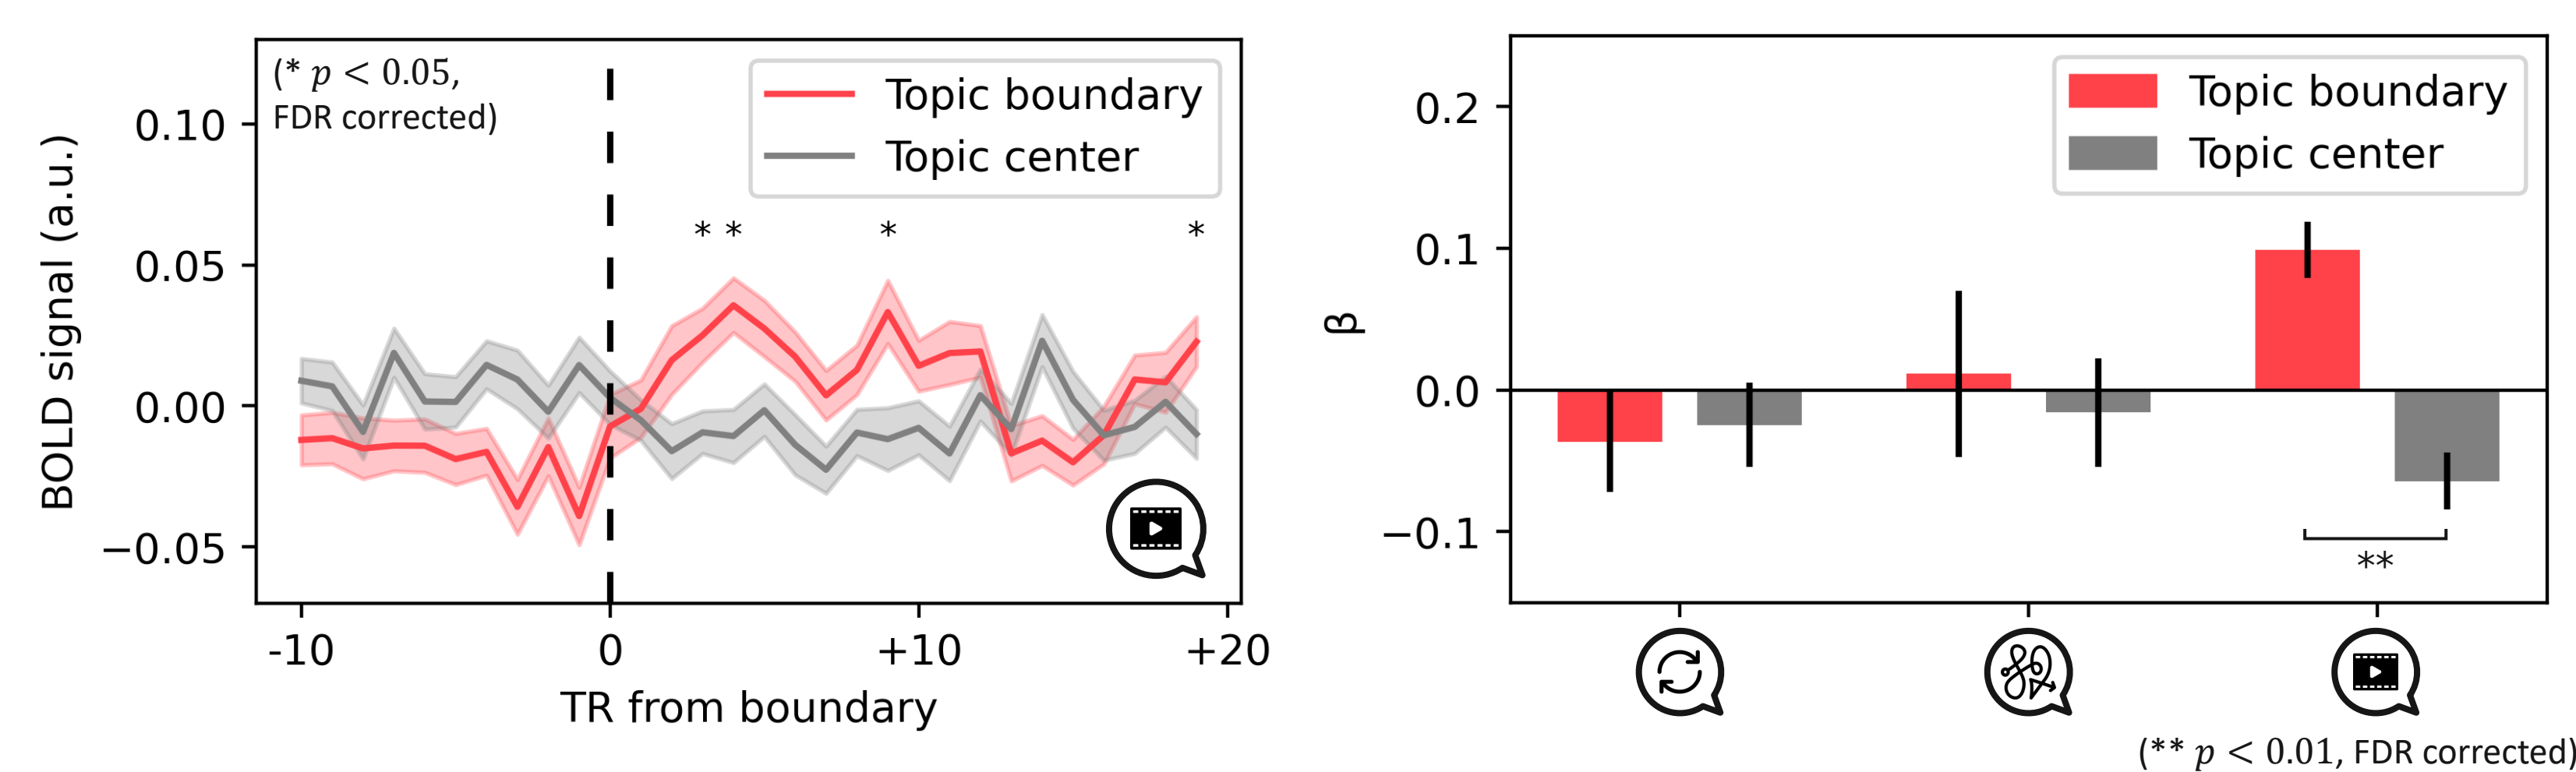 (* p < 0.05,
FDR corrected)
Topic boundary
Topic center
* * * *
BOLD signal (a.u.)
0.10
0.05
0.00
−0.05
-10 0 +10 +20
TR from boundary
Topic boundary
Topic center
β
0.2
0.1
0.0
−0.1
**
(** p < 0.01, FDR corrected)